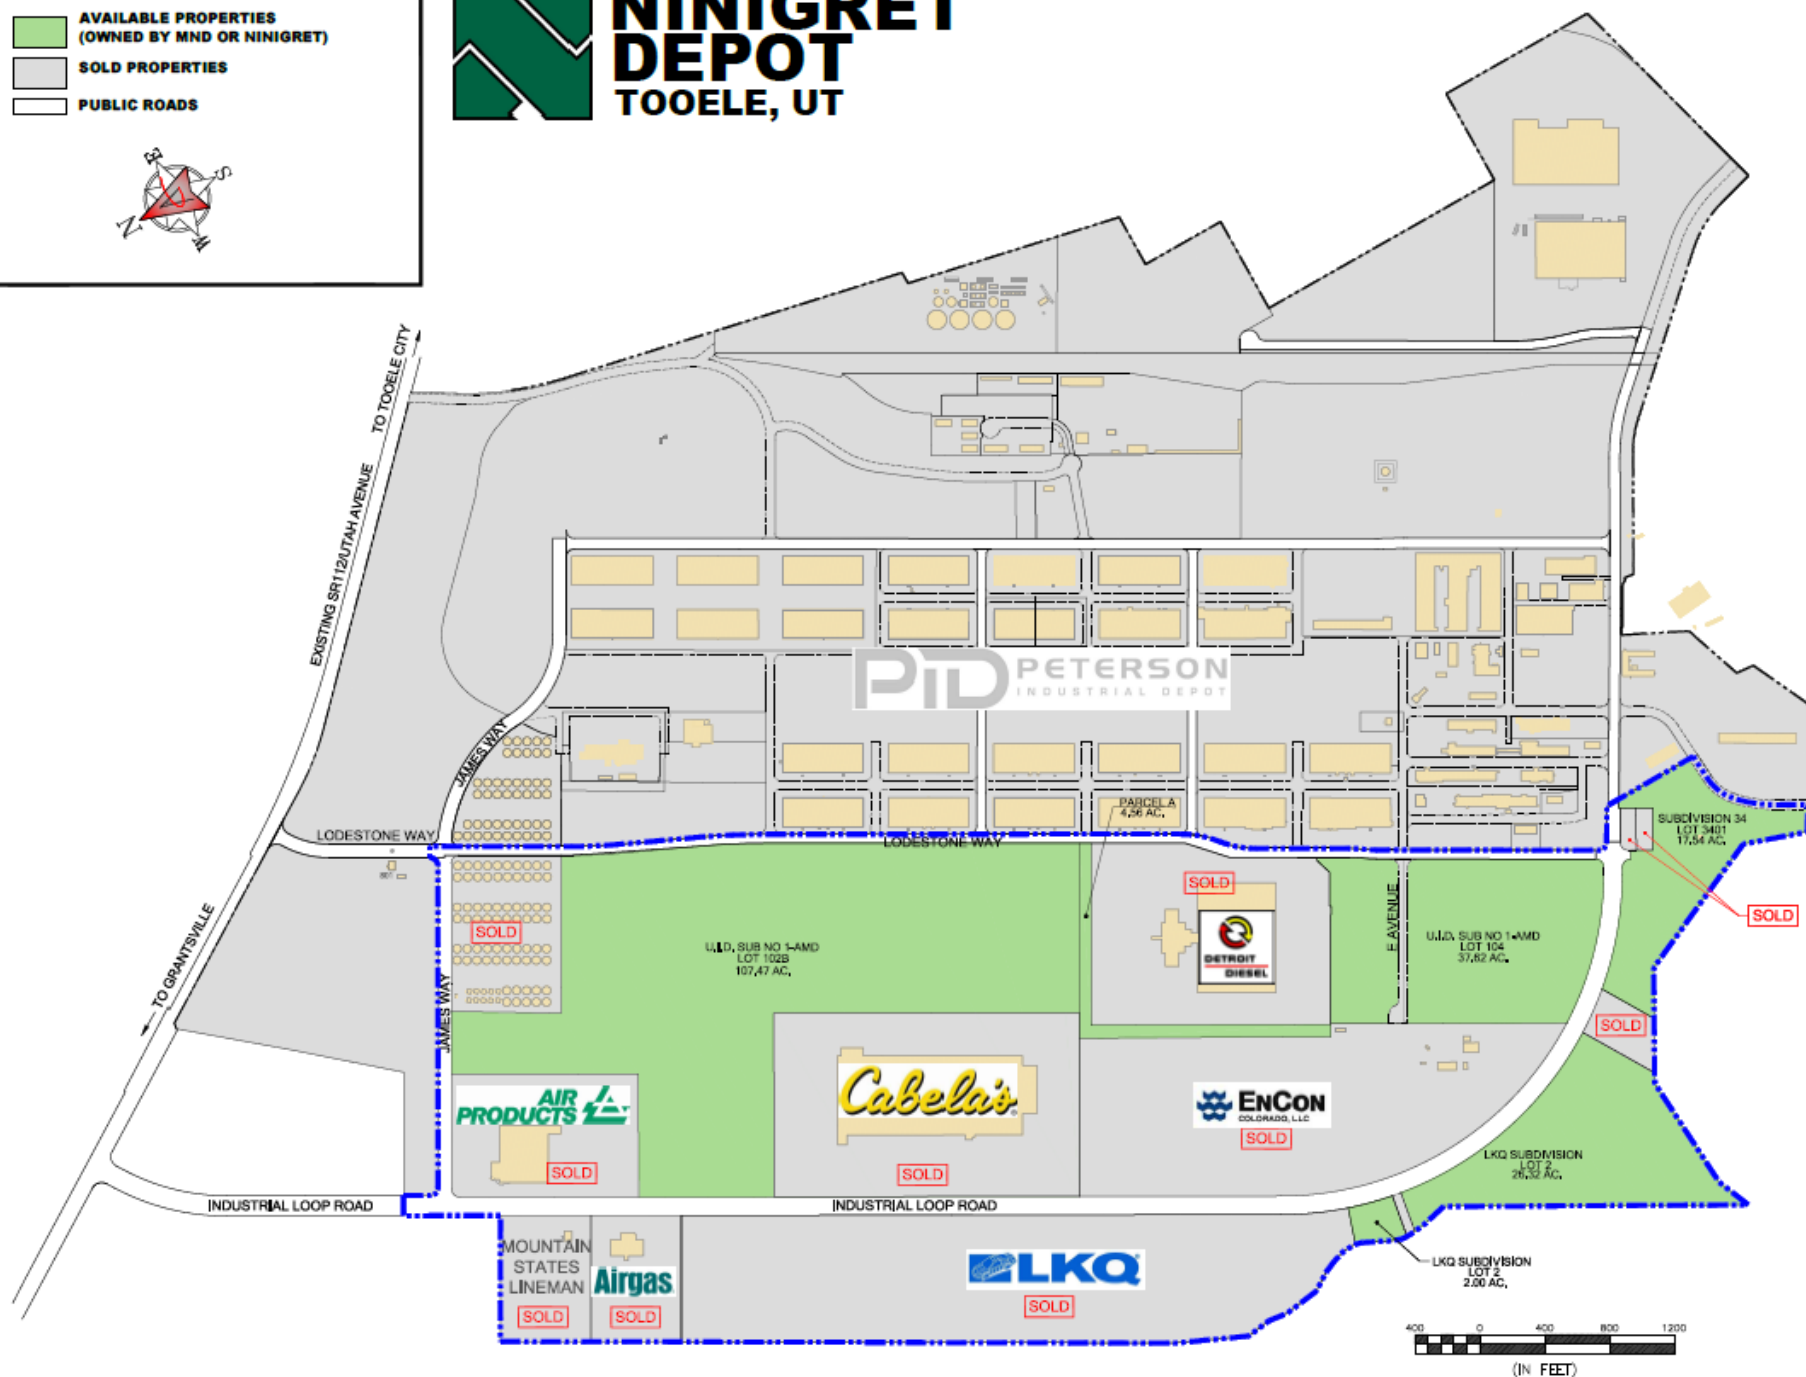 AVAILABLE PROPERTIES
(OWNED BY MND OR NINIGRET)
SOLD PROPERTIES
PUBLIC ROADS
E
S
N
W
NINIGRET
DEPOT
TOOELE, UT
TO TOOELE CITY
EXISTING SR112/UTAH AVENUE
TO GRANTSVILLE
PID PETERSON
INDUSTRIAL DEPOT
JAMES WAY
LODESTONE WAY
LODESTONE WAY
PARCEL A
4.56 AC.
SUBDIVISION 34
LOT 3401
17.54 AC.
SOLD
SOLD
SOLD
DETROIT
DIESEL
E AVENUE
U.I.D. SUB NO 1-AMD
LOT 102B
107.47 AC.
U.I.D. SUB NO 1-AMD
LOT 104
37.62 AC.
JAMES WAY
SOLD
AIR
PRODUCTS
SOLD
Cabela's
SOLD
ENCON
COLORADO, LLC
SOLD
LKQ SUBDIVISION
LOT 2
26.32 AC.
INDUSTRIAL LOOP ROAD
INDUSTRIAL LOOP ROAD
MOUNTAIN
STATES
LINEMAN
SOLD
Airgas
SOLD
LKQ
SOLD
LKQ SUBDIVISION
LOT 2
2.00 AC.
400 0 400 800 1200
(IN FEET)